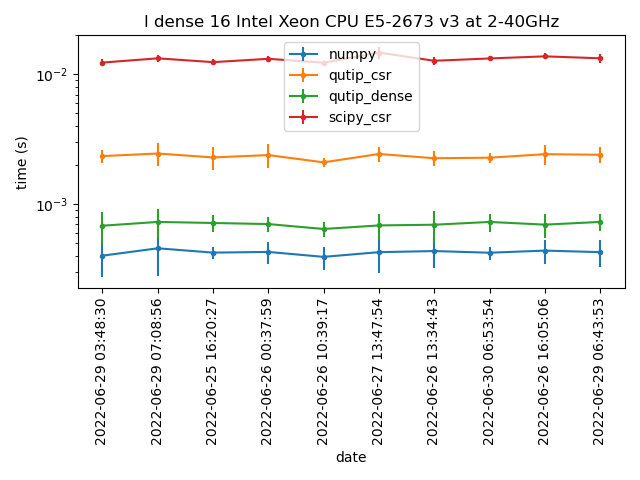 I dense 16 Intel Xeon CPU E5-2673 v3 at 2-40GHz
numpy
qutip_csr
qutip_dense
scipy_csr
time (s)
10⁻²
10⁻³
2022-06-29 03:48:30
2022-06-29 07:08:56
2022-06-25 16:20:27
2022-06-26 00:37:59
2022-06-26 10:39:17
2022-06-27 13:47:54
2022-06-26 13:34:43
2022-06-30 06:53:54
2022-06-26 16:05:06
2022-06-29 06:43:53
date